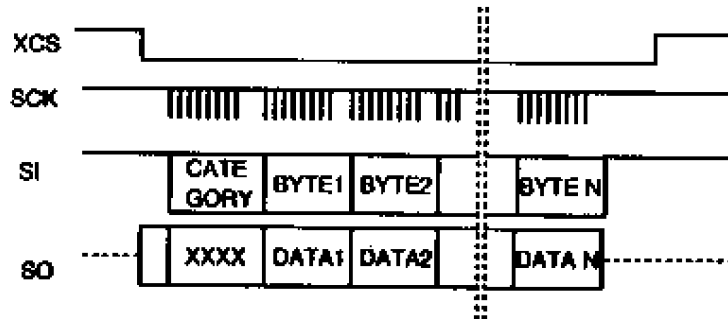 XCS
SCK
SI
CATE
GORY
BYTE1
BYTE2
BYTE N
SO
XXXX
DATA1
DATA2
DATA N